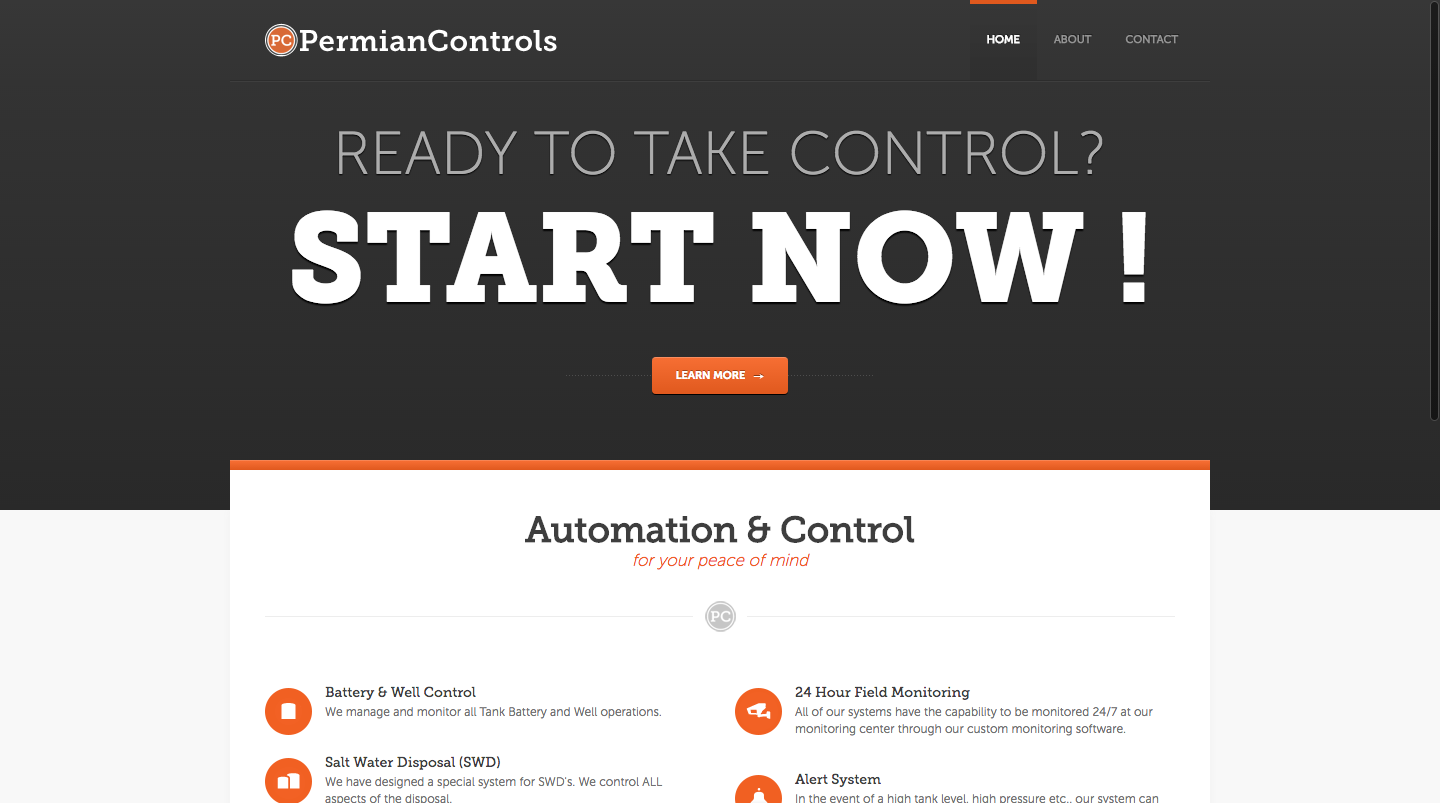 PC PermianControls
HOME
ABOUT
CONTACT
READY TO TAKE CONTROL?
START NOW !
LEARN MORE →
Automation & Control
for your peace of mind
PC
Battery & Well Control
We manage and monitor all Tank Battery and Well operations.
24 Hour Field Monitoring
All of our systems have the capability to be monitored 24/7 at our
monitoring center through our custom monitoring software.
Salt Water Disposal (SWD)
We have designed a special system for SWD's. We control ALL
aspects of the disposal.
Alert System
In the event of a high tank level, high pressure etc., our system can